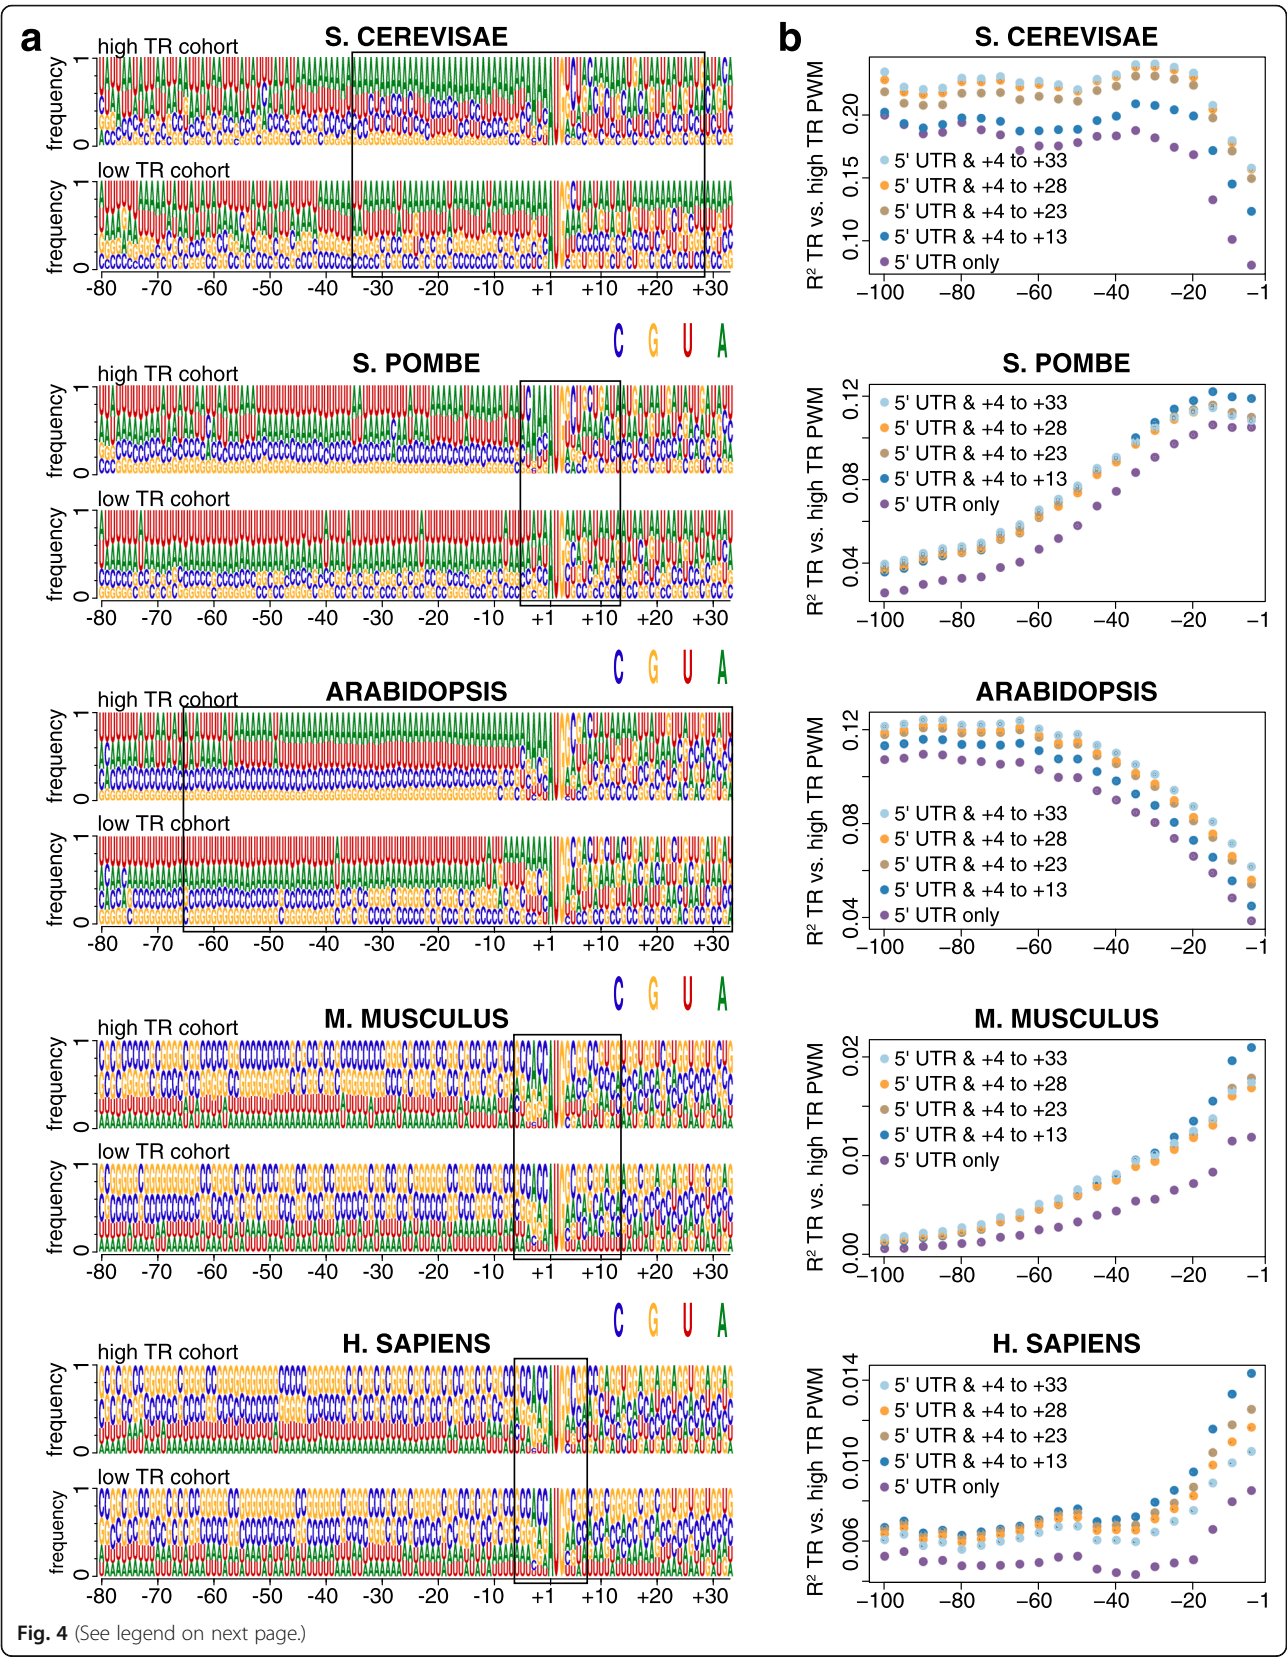 a
S. CEREVISAE
high TR cohort
frequency
1
0
low TR cohort
frequency
1
0
-80 -70 -60 -50 -40 -30 -20 -10 +1 +10 +20 +30
C G U A
S. POMBE
high TR cohort
frequency
1
0
low TR cohort
frequency
1
0
-80 -70 -60 -50 -40 -30 -20 -10 +1 +10 +20 +30
C G U A
ARABIDOPSIS
high TR cohort
frequency
1
0
low TR cohort
frequency
1
0
-80 -70 -60 -50 -40 -30 -20 -10 +1 +10 +20 +30
C G U A
M. MUSCULUS
high TR cohort
frequency
1
0
low TR cohort
frequency
1
0
-80 -70 -60 -50 -40 -30 -20 -10 +1 +10 +20 +30
C G U A
H. SAPIENS
high TR cohort
frequency
1
0
low TR cohort
frequency
1
0
-80 -70 -60 -50 -40 -30 -20 -10 +1 +10 +20 +30
b
S. CEREVISAE
R² TR vs. high TR PWM
0.20
0.15
0.10
5' UTR & +4 to +33
5' UTR & +4 to +28
5' UTR & +4 to +23
5' UTR & +4 to +13
5' UTR only
−100 −80 −60 −40 −20 −1
S. POMBE
R² TR vs. high TR PWM
0.12
0.08
0.04
5' UTR & +4 to +33
5' UTR & +4 to +28
5' UTR & +4 to +23
5' UTR & +4 to +13
5' UTR only
−100 −80 −60 −40 −20 −1
ARABIDOPSIS
R² TR vs. high TR PWM
0.12
0.08
0.04
5' UTR & +4 to +33
5' UTR & +4 to +28
5' UTR & +4 to +23
5' UTR & +4 to +13
5' UTR only
−100 −80 −60 −40 −20 −1
M. MUSCULUS
R² TR vs. high TR PWM
0.02
0.01
0.00
5' UTR & +4 to +33
5' UTR & +4 to +28
5' UTR & +4 to +23
5' UTR & +4 to +13
5' UTR only
−100 −80 −60 −40 −20 −1
H. SAPIENS
R² TR vs. high TR PWM
0.014
0.010
0.006
5' UTR & +4 to +33
5' UTR & +4 to +28
5' UTR & +4 to +23
5' UTR & +4 to +13
5' UTR only
−100 −80 −60 −40 −20 −1
Fig. 4 (See legend on next page.)